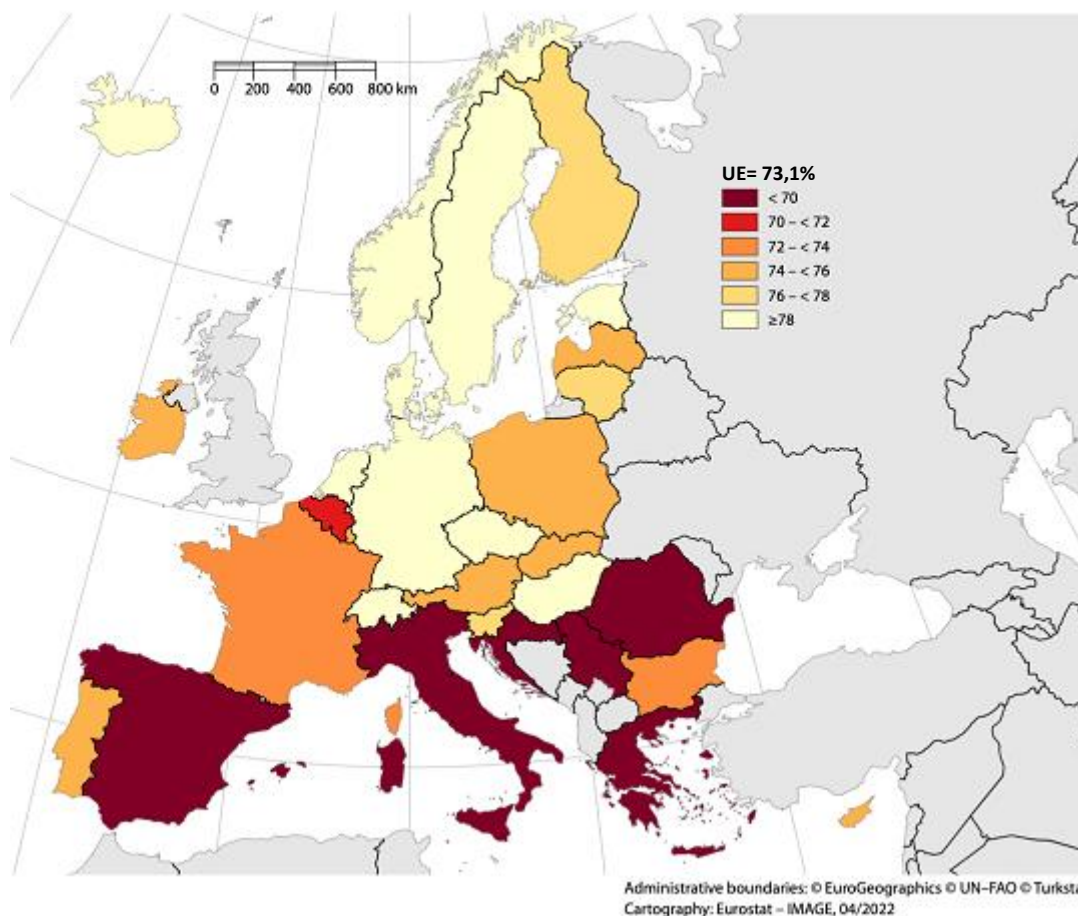 0 200 400 600 800 km
UE= 73,1%
< 70
70 – < 72
72 – < 74
74 – < 76
76 – < 78
≥78
Administrative boundaries: © EuroGeographics © UN–FAO © Turksta
Cartography: Eurostat – IMAGE, 04/2022